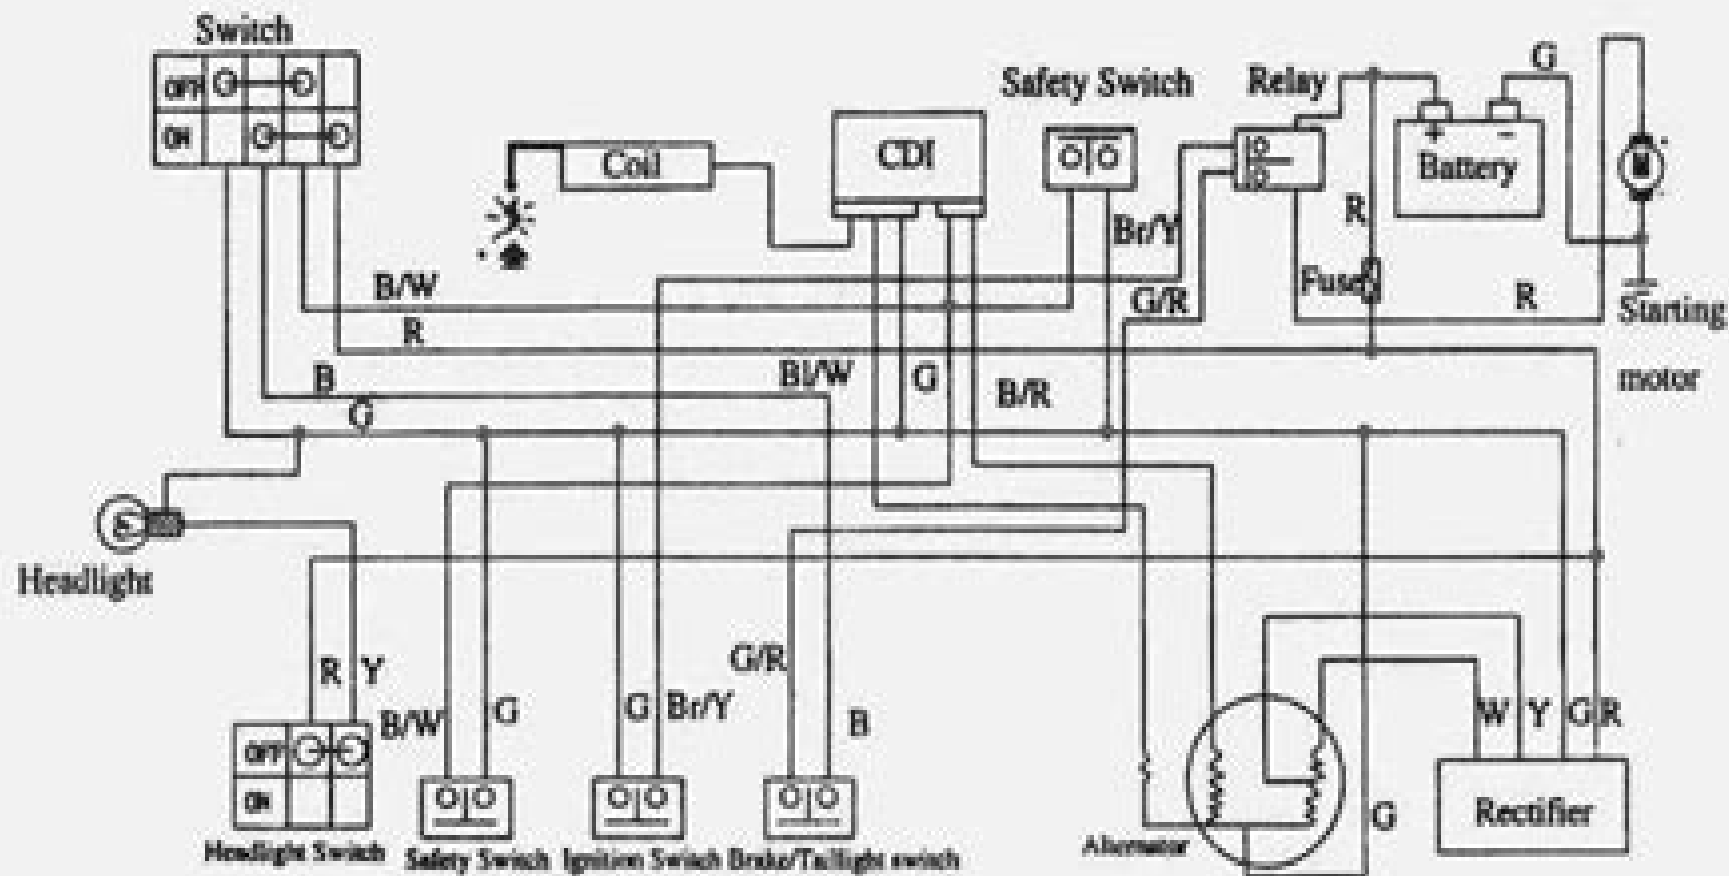 Switch
OFF
ON
Coil
CDI
Safety Switch
Relay
G
+ -
Battery
M
Br/Y
R
Fuse
B/W
G/R
R
Starting
motor
R
B
Bl/W
G
B/R
G
Headlight
R Y
B/W
G
G Br/Y
G/R
B
W Y G R
OFF
ON
G
Rectifier
Alternator
Headlight Switch
Safety Switch
Ignition Switch
Brake/Taillight switch